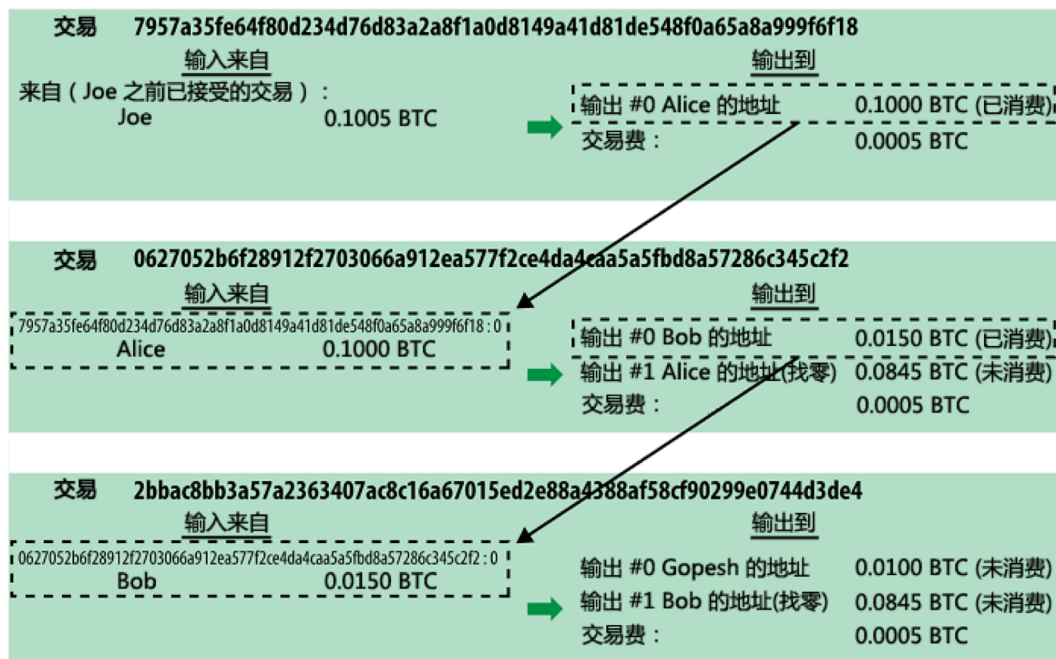 交易 7957a35fe64f80d234d76d83a2a8f1a0d8149a41d81de548f0a65a8a999f6f18
输入来自 输出到
来自（Joe 之前已接受的交易）:
输出 #0 Alice 的地址 0.1000 BTC (已消费)
Joe 0.1005 BTC
交易费： 0.0005 BTC
交易 0627052b6f28912f2703066a912ea577f2ce4da4caa5a5fbd8a57286c345c2f2
输入来自 输出到
7957a35fe64f80d234d76d83a2a8f1a0d8149a41d81de548f0a65a8a999f6f18 : 0
输出 #0 Bob 的地址 0.0150 BTC (已消费)
Alice 0.1000 BTC
输出 #1 Alice 的地址(找零) 0.0845 BTC (未消费)
交易费： 0.0005 BTC
交易 2bbac8bb3a57a2363407ac8c16a67015ed2e88a4388af58cf90299e0744d3de4
输入来自 输出到
0627052b6f28912f2703066a912ea577f2ce4da4caa5a5fbd8a57286c345c2f2 : 0
输出 #0 Gopesh 的地址 0.0100 BTC (未消费)
Bob 0.0150 BTC
输出 #1 Bob 的地址(找零) 0.0845 BTC (未消费)
交易费： 0.0005 BTC